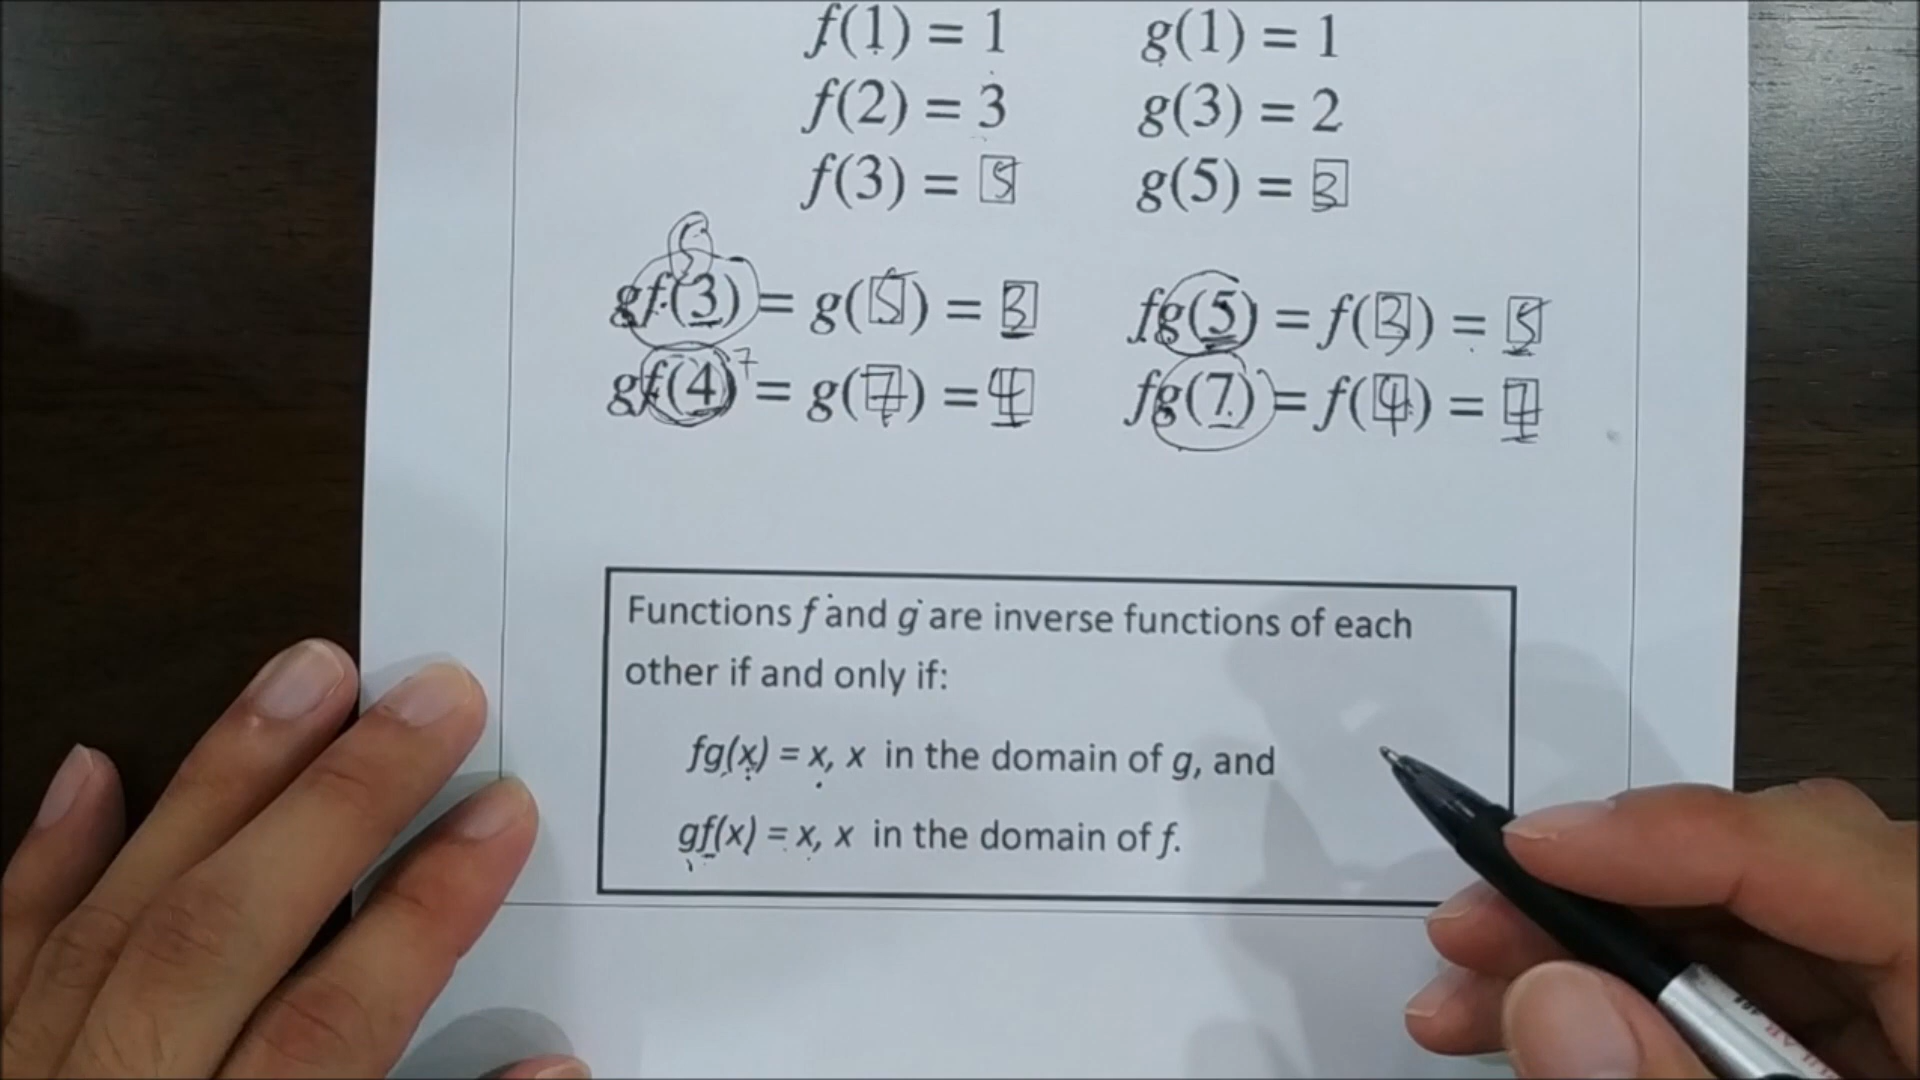 f(1) = 1 g(1) = 1
f(2) = 3 g(3) = 2
f(3) = 5 g(5) = 3
5
gf(3) = g(5) = 3 fg(5) = f(3) = 5
gf(4) 7 = g(7) = 4 fg(7) = f(4) = 7
Functions f and g are inverse functions of each
other if and only if:
fg(x) = x, x in the domain of g, and
gf(x) = x, x in the domain of f.